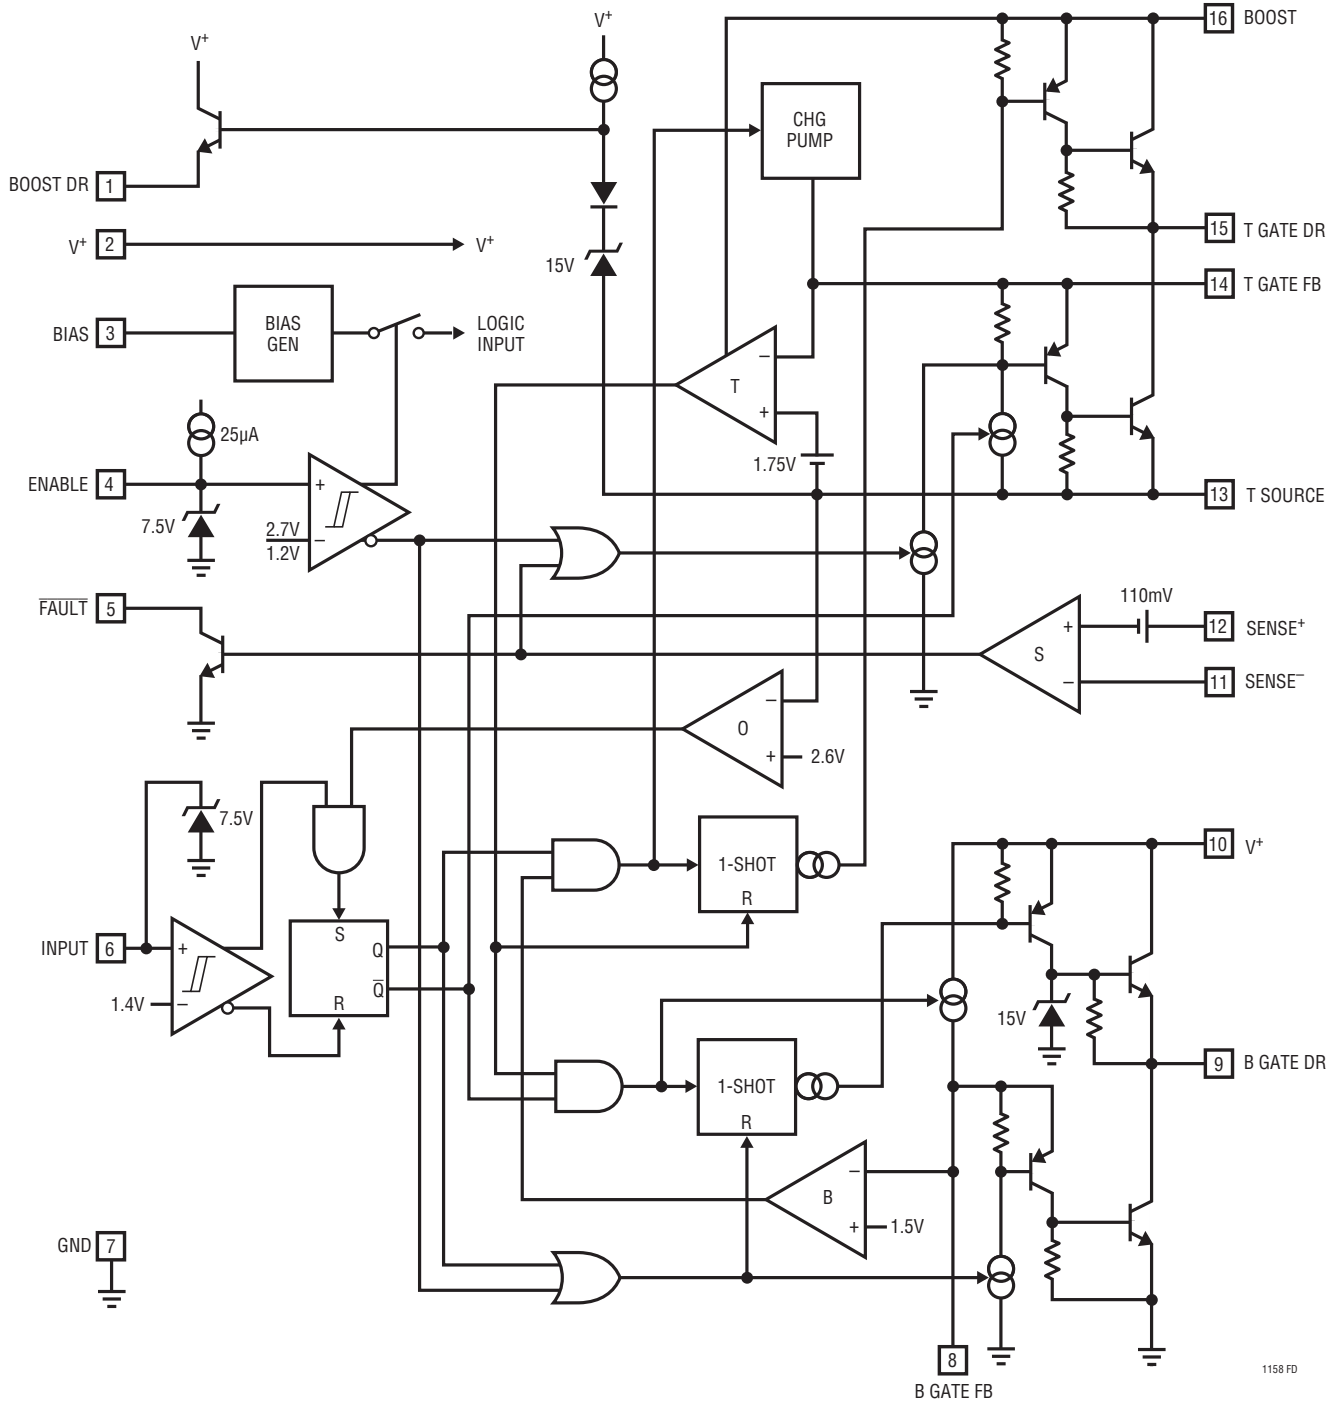 V⁺
V⁺
16 BOOST
CHG
PUMP
BOOST DR 1
15 T GATE DR
V⁺ 2
V⁺
15V
14 T GATE FB
BIAS 3
BIAS
GEN
LOGIC
INPUT
−
T
+
25µA
1.75V
ENABLE 4
+
13 T SOURCE
7.5V
2.7V
−
1.2V
F̅A̅U̅L̅T̅ 5
110mV
+
12 SENSE⁺
S
−
11 SENSE⁻
−
O
+
2.6V
7.5V
10 V⁺
1-SHOT
R
INPUT 6
+
S
Q
1.4V
−
Q̅
R
15V
9 B GATE DR
1-SHOT
R
−
B
+
1.5V
GND 7
8
B GATE FB
1158 FD